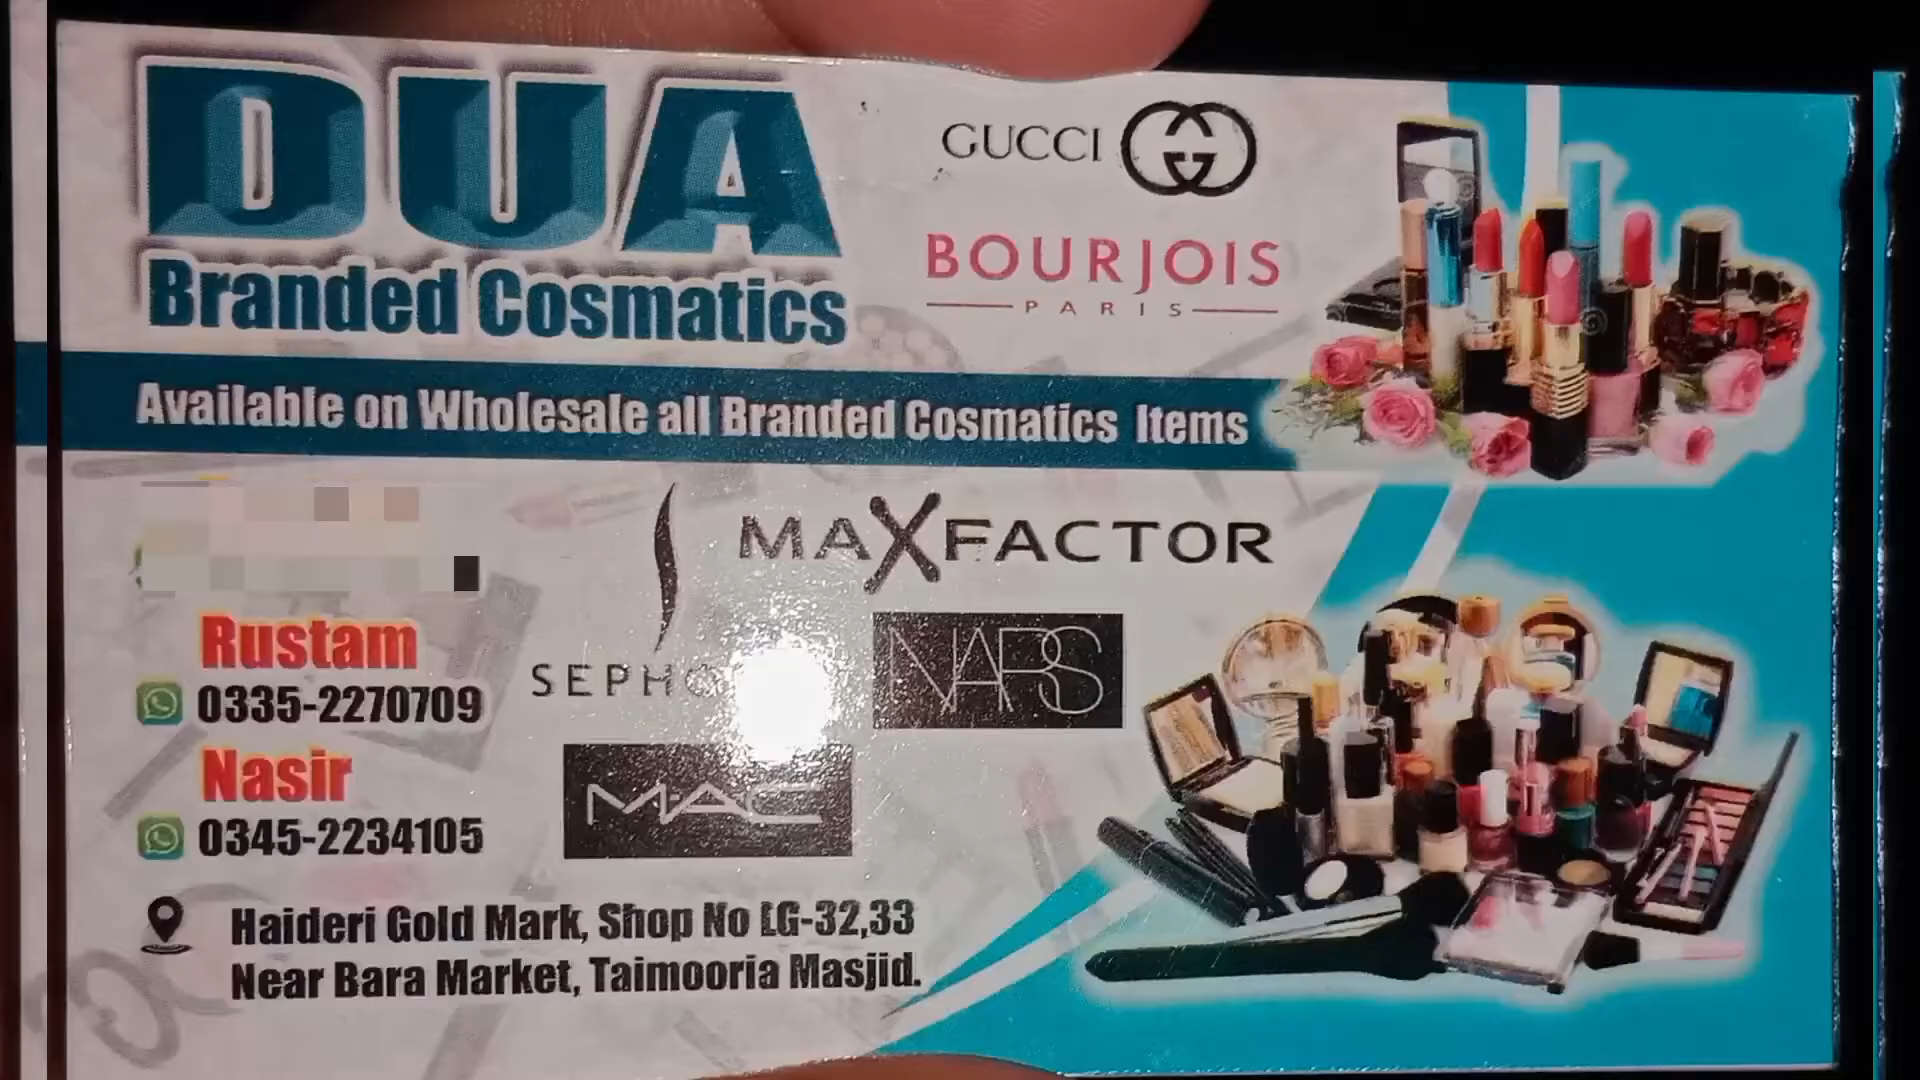 DUA
Branded Cosmatics
GUCCI
BOURJOIS
PARIS
Available on Wholesale all Branded Cosmatics Items
MAXFACTOR
Rustam
0335-2270709
NARS
Nasir
0345-2234105
MAC
Haideri Gold Mark, Shop No LG-32,33
Near Bara Market, Taimooria Masjid.